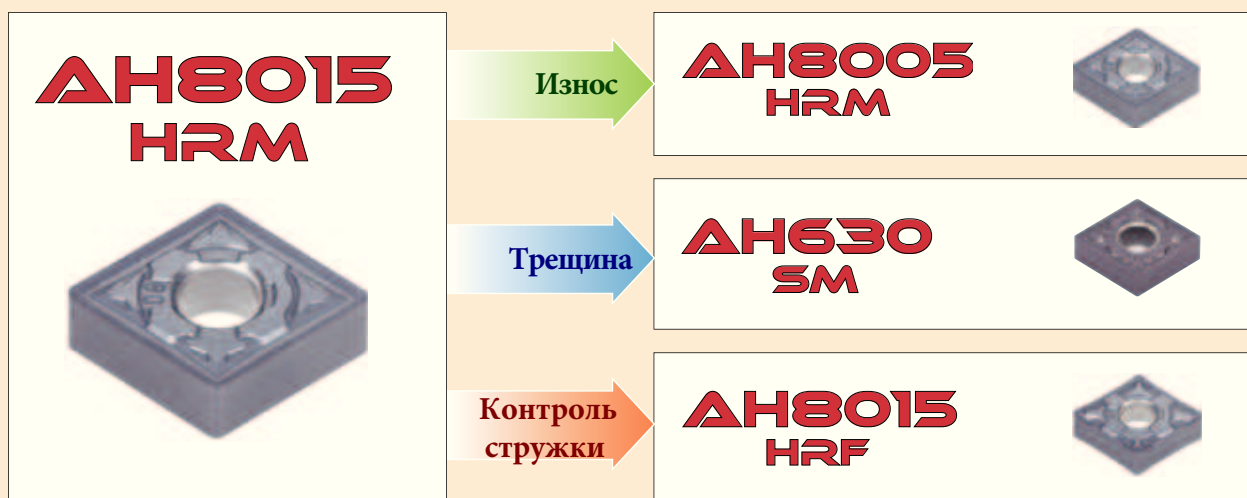 AH8015
HRM
Износ
AH8005
HRM
Трещина
AH630
SM
Контроль
стружки
AH8015
HRF